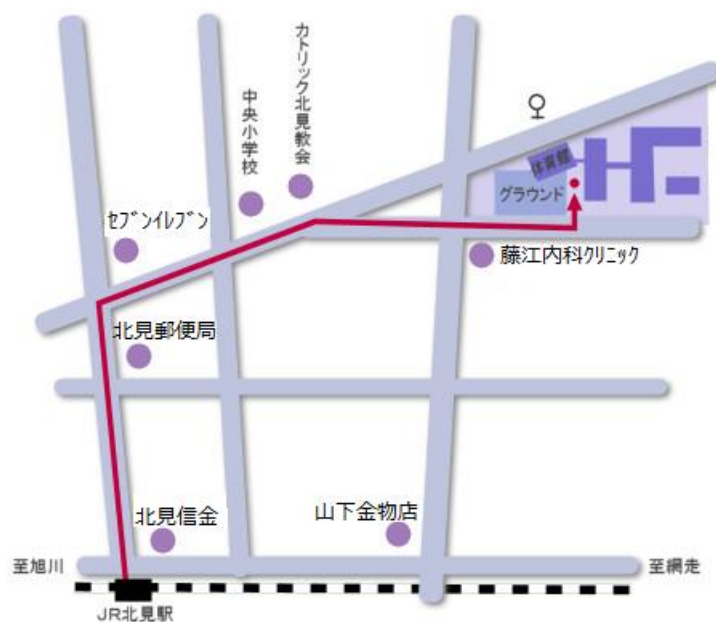 カトリック北見教会
中央小学校
体育館
グラウンド
ｾﾌﾞﾝｲﾚﾌﾞﾝ
藤江内科ｸﾘﾆｯｸ
北見郵便局
北見信金
山下金物店
至旭川
至網走
JR北見駅